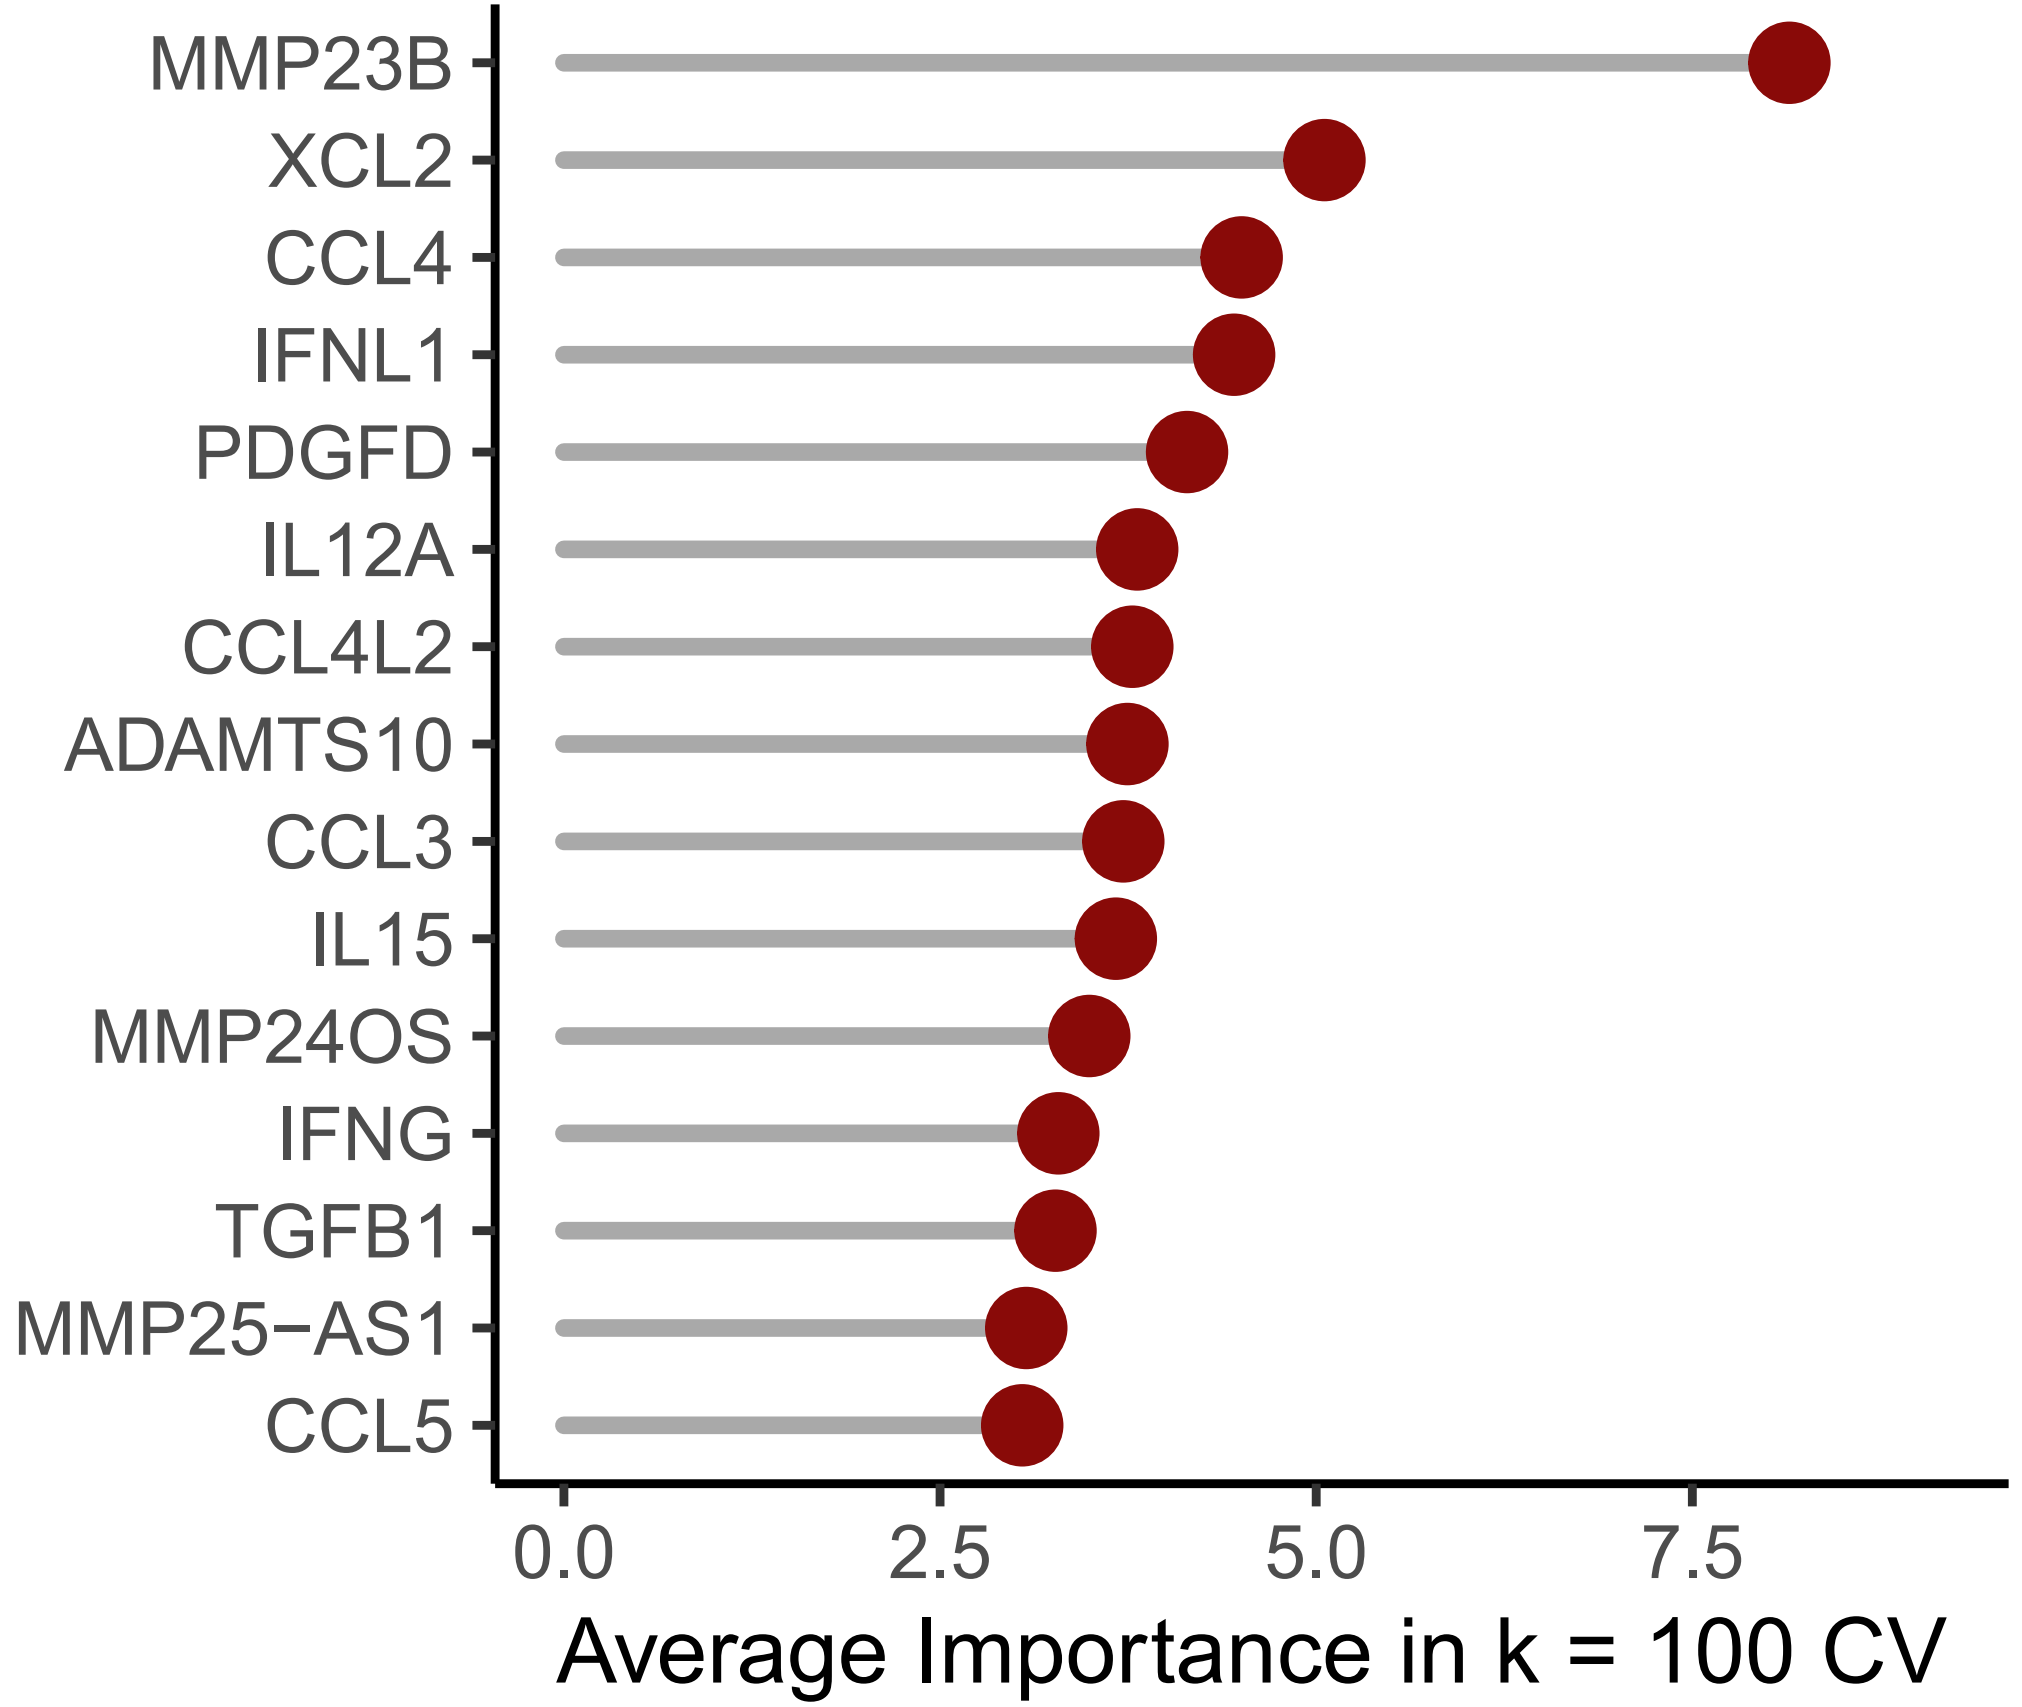 MMP23B
XCL2
CCL4
IFNL1
PDGFD
IL12A
CCL4L2
ADAMTS10
CCL3
IL15
MMP24OS
IFNG
TGFB1
MMP25−AS1
CCL5
0.0 2.5 5.0 7.5
Average Importance in k = 100 CV